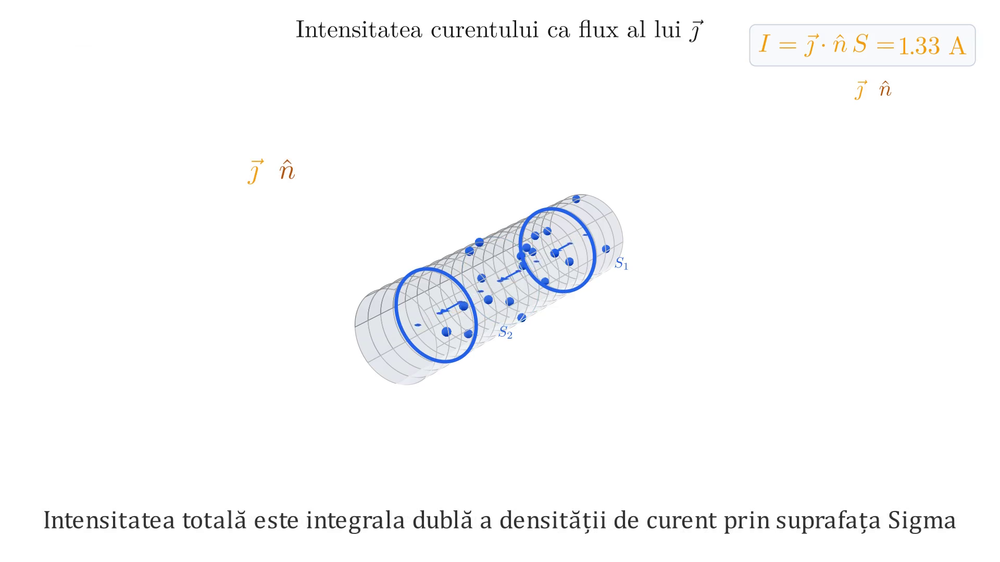 Intensitatea curentului ca flux al lui $\vec{\jmath}$
$I = \vec{\jmath} \cdot \hat{n}\, S = 1.33$ A
$\vec{\jmath}$ $\hat{n}$
$\vec{\jmath}$ $\hat{n}$
$S_1$
$S_2$
Intensitatea totală este integrala dublă a densității de curent prin suprafața Sigma